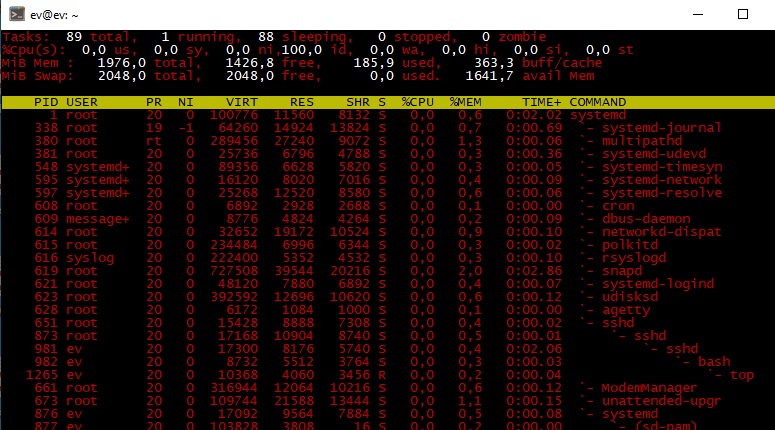 ev@ev: ~
Tasks:  89 total,   1 running,  88 sleeping,   0 stopped,   0 zombie
%Cpu(s):  0,0 us,  0,0 sy,  0,0 ni,100,0 id,  0,0 wa,  0,0 hi,  0,0 si,  0,0 st
MiB Mem :   1976,0 total,   1426,8 free,    185,9 used,    363,3 buff/cache
MiB Swap:   2048,0 total,   2048,0 free,      0,0 used.   1641,7 avail Mem
PID USER      PR  NI    VIRT    RES    SHR S  %CPU  %MEM     TIME+ COMMAND
1 root      20   0  100776  11560   8132 S   0,0   0,6   0:02.02 systemd
338 root      19  -1   64260  14924  13824 S   0,0   0,7   0:00.69  `- systemd-journal
380 root      rt   0  289456  27240   9072 S   0,0   1,3   0:00.06  `- multipathd
381 root      20   0   25736   6796   4788 S   0,0   0,3   0:00.36  `- systemd-udevd
548 systemd+  20   0   89356   6628   5820 S   0,0   0,3   0:00.05  `- systemd-timesyn
595 systemd+  20   0   16120   8020   7016 S   0,0   0,4   0:00.09  `- systemd-network
597 systemd+  20   0   25268  12520   8580 S   0,0   0,6   0:00.06  `- systemd-resolve
608 root      20   0    6892   2928   2688 S   0,0   0,1   0:00.00  `- cron
609 message+  20   0    8776   4824   4264 S   0,0   0,2   0:00.09  `- dbus-daemon
614 root      20   0   32652  19172  10524 S   0,0   0,9   0:00.10  `- networkd-dispat
615 root      20   0  234484   6996   6344 S   0,0   0,3   0:00.02  `- polkitd
616 syslog    20   0  222400   5352   4532 S   0,0   0,3   0:00.10  `- rsyslogd
619 root      20   0  727508  39544  20216 S   0,0   2,0   0:02.86  `- snapd
621 root      20   0   48120   7880   6892 S   0,0   0,4   0:00.07  `- systemd-logind
623 root      20   0  392592  12696  10620 S   0,0   0,6   0:00.12  `- udisksd
628 root      20   0    6172   1084   1000 S   0,0   0,1   0:00.00  `- agetty
651 root      20   0   15428   8888   7308 S   0,0   0,4   0:00.02  `- sshd
873 root      20   0   17168  10904   8740 S   0,0   0,5   0:00.01      `- sshd
981 ev        20   0   17300   8176   5740 S   0,0   0,4   0:02.06          `- sshd
982 ev        20   0    8732   5512   3764 S   0,0   0,3   0:00.03              `- bash
1265 ev        20   0   10368   4060   3456 R   0,0   0,2   0:00.04                  `- top
661 root      20   0  316944  12064  10216 S   0,0   0,6   0:00.12  `- ModemManager
673 root      20   0  109744  21588  13444 S   0,0   1,1   0:00.15  `- unattended-upgr
876 ev        20   0   17092   9564   7884 S   0,0   0,5   0:00.08  `- systemd
877 ev        20   0  103828   3808     16 S   0,0   0,2   0:00.00      `- (sd-pam)